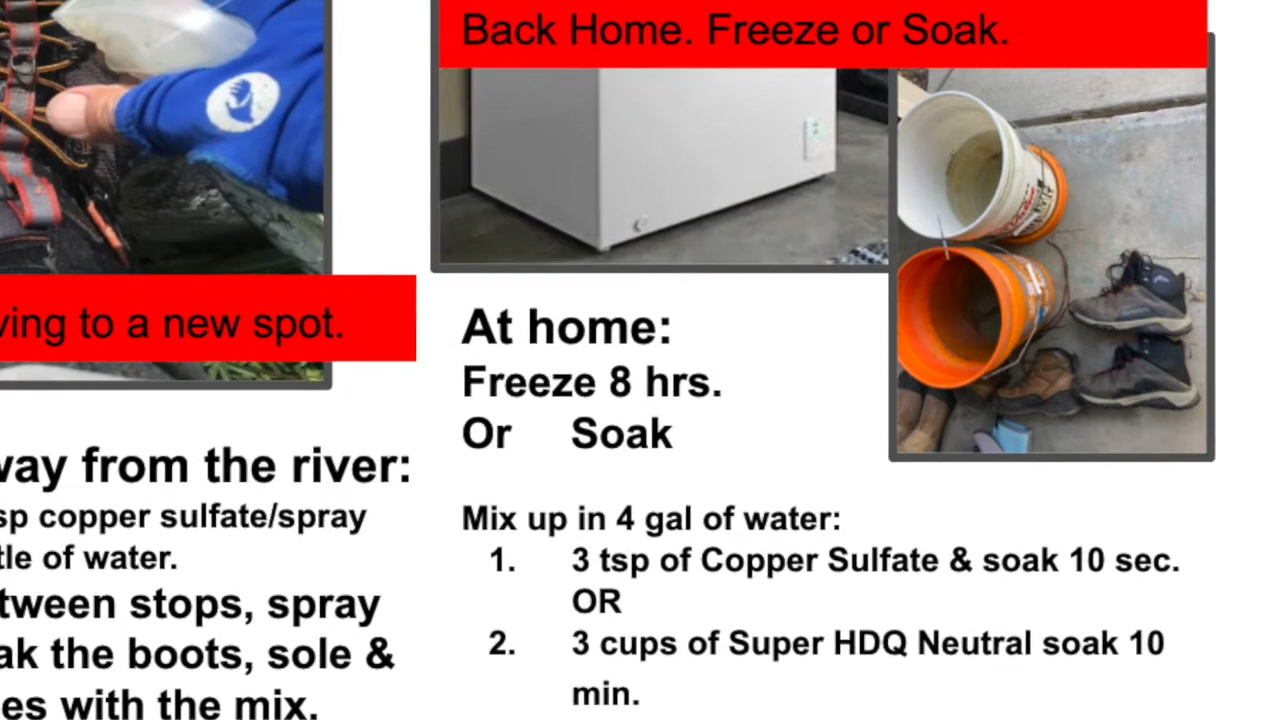 Back Home. Freeze or Soak.
ving to a new spot.
way from the river:
sp copper sulfate/spray
tle of water.
tween stops, spray
ak the boots, sole &
es with the mix.
At home:
Freeze 8 hrs.
Or Soak
Mix up in 4 gal of water:
1. 3 tsp of Copper Sulfate & soak 10 sec.
OR
2. 3 cups of Super HDQ Neutral soak 10
min.